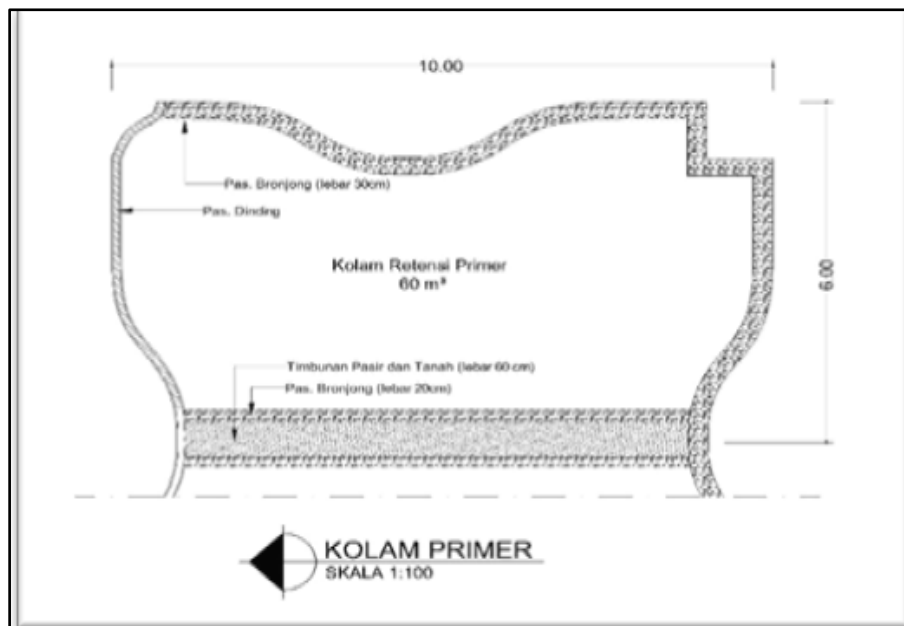 10.00
Pas. Bronjong (lebar 30cm)
Pas. Dinding
6.00
Kolam Retensi Primer
60 m³
Timbunan Pasir dan Tanah (lebar 60 cm)
Pas. Bronjong (lebar 20cm)
KOLAM PRIMER
SKALA 1:100